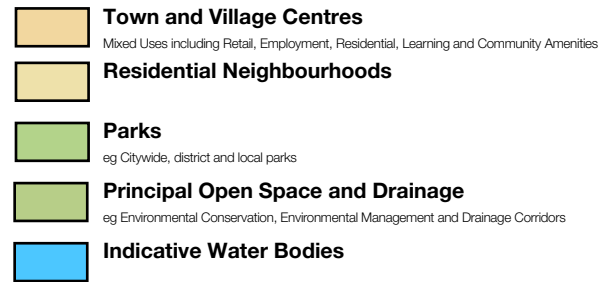 Town and Village Centres
Mixed Uses including Retail, Employment, Residential, Learning and Community Amenities
Residential Neighbourhoods
Parks
eg Citywide, district and local parks
Principal Open Space and Drainage
eg Environmental Conservation, Environmental Management and Drainage Corridors
Indicative Water Bodies